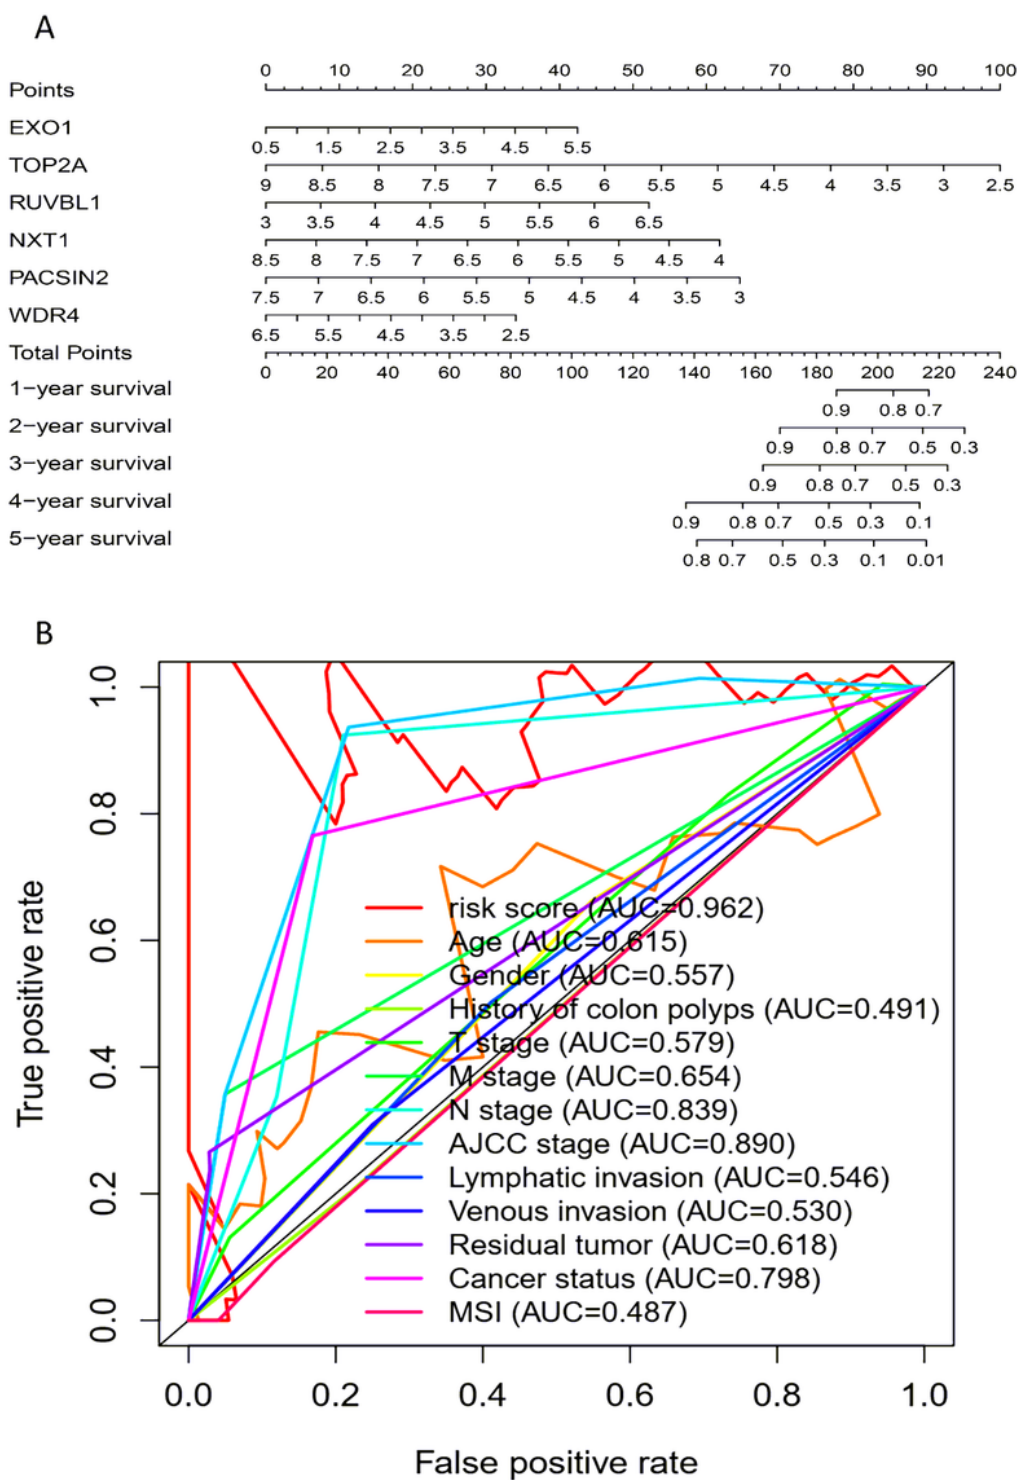 A
0 10 20 30 40 50 60 70 80 90 100
Points
EXO1
0.5 1.5 2.5 3.5 4.5 5.5
TOP2A
9 8.5 8 7.5 7 6.5 6 5.5 5 4.5 4 3.5 3 2.5
RUVBL1
3 3.5 4 4.5 5 5.5 6 6.5
NXT1
8.5 8 7.5 7 6.5 6 5.5 5 4.5 4
PACSIN2
7.5 7 6.5 6 5.5 5 4.5 4 3.5 3
WDR4
6.5 5.5 4.5 3.5 2.5
Total Points
0 20 40 60 80 100 120 140 160 180 200 220 240
1−year survival
0.9 0.8 0.7
2−year survival
0.9 0.8 0.7 0.5 0.3
3−year survival
0.9 0.8 0.7 0.5 0.3
4−year survival
0.9 0.8 0.7 0.5 0.3 0.1
5−year survival
0.8 0.7 0.5 0.3 0.1 0.01
B
True positive rate
1.0
0.8
0.6
0.4
0.2
0.0
risk score (AUC=0.962)
Age (AUC=0.615)
Gender (AUC=0.557)
History of colon polyps (AUC=0.491)
T stage (AUC=0.579)
M stage (AUC=0.654)
N stage (AUC=0.839)
AJCC stage (AUC=0.890)
Lymphatic invasion (AUC=0.546)
Venous invasion (AUC=0.530)
Residual tumor (AUC=0.618)
Cancer status (AUC=0.798)
MSI (AUC=0.487)
0.0 0.2 0.4 0.6 0.8 1.0
False positive rate